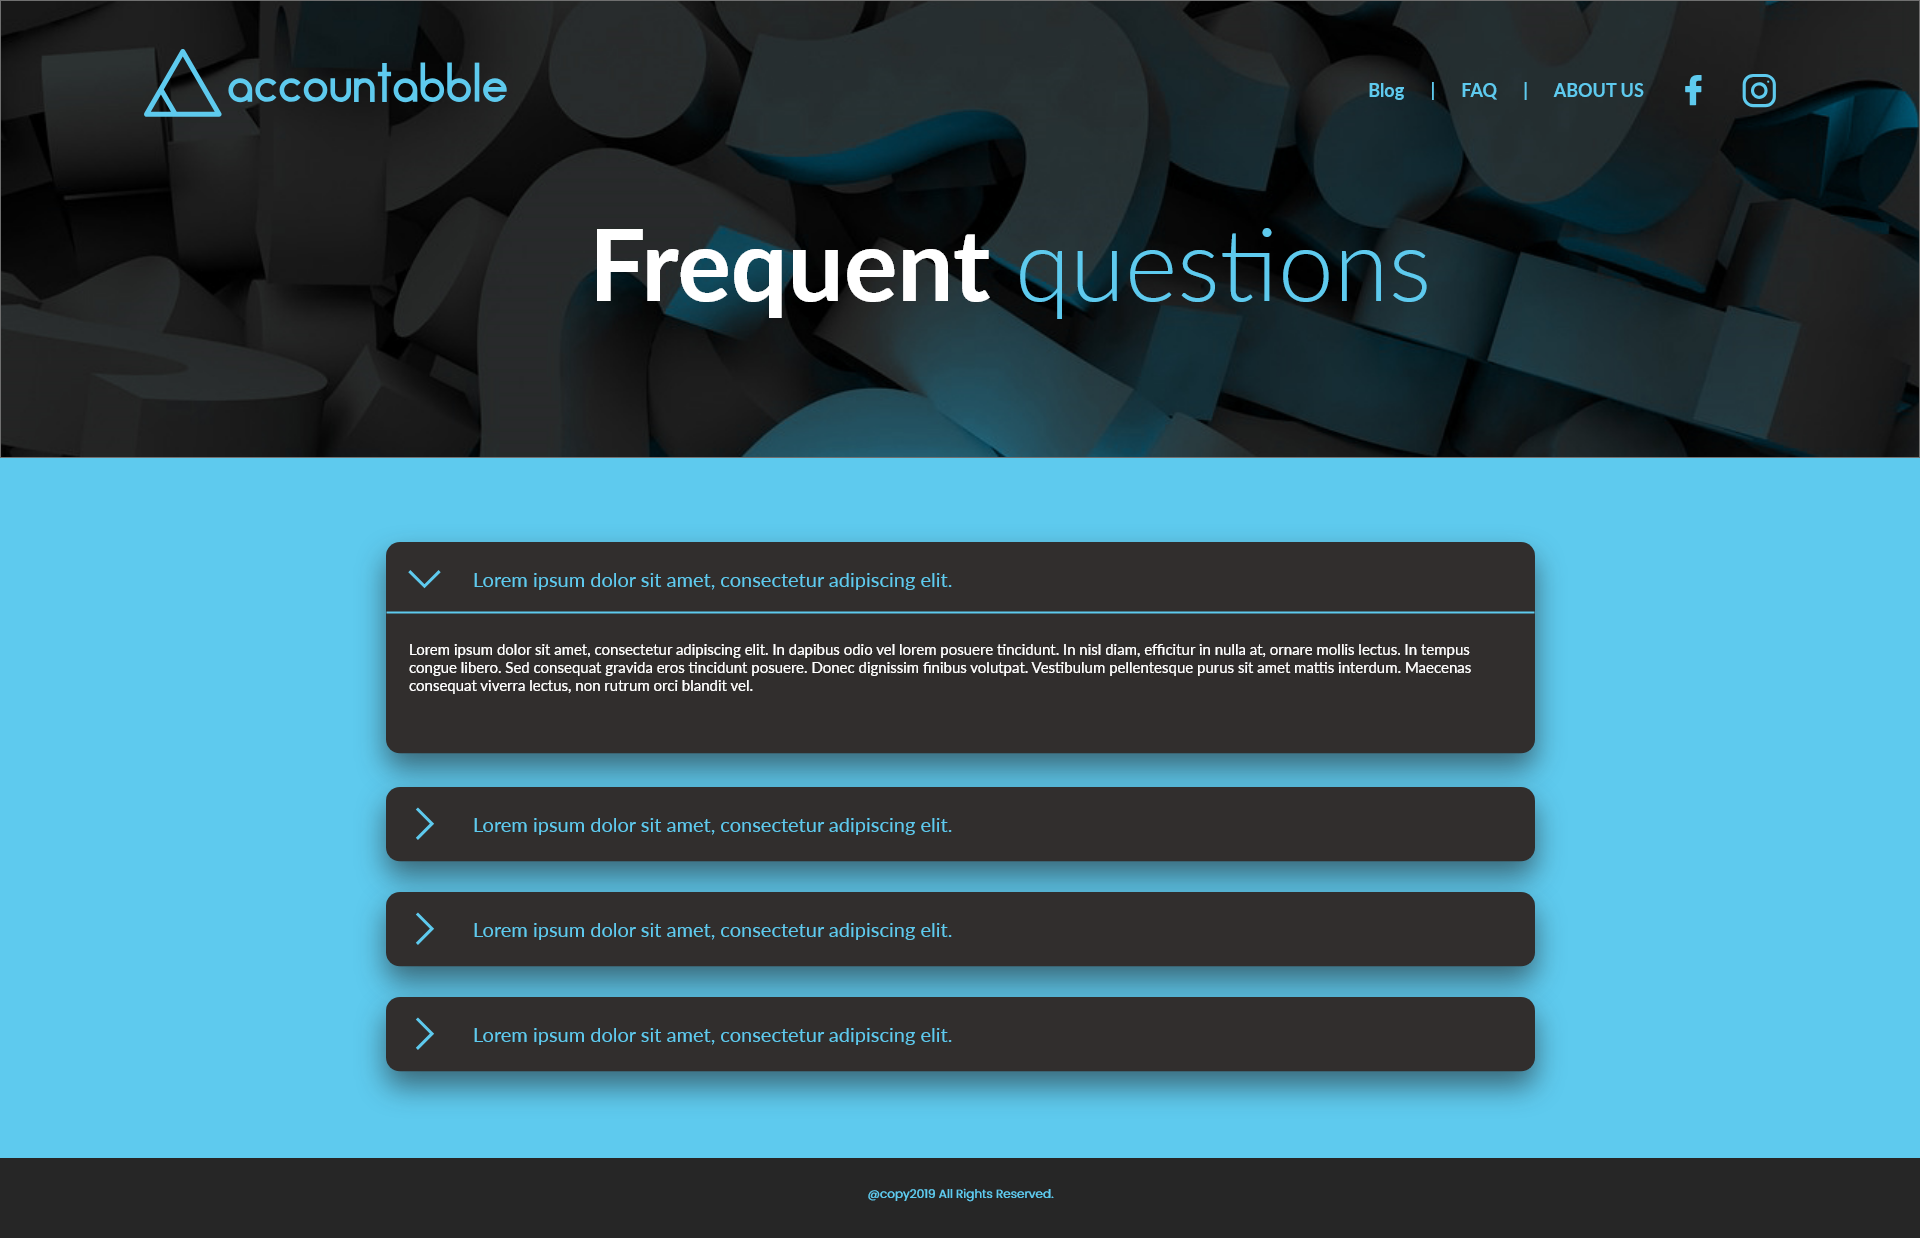 accountabble
Blog | FAQ | ABOUT US
Frequent questions
Lorem ipsum dolor sit amet, consectetur adipiscing elit.
Lorem ipsum dolor sit amet, consectetur adipiscing elit. In dapibus odio vel lorem posuere tincidunt. In nisl diam, efficitur in nulla at, ornare mollis lectus. In tempus
congue libero. Sed consequat gravida eros tincidunt posuere. Donec dignissim finibus volutpat. Vestibulum pellentesque purus sit amet mattis interdum. Maecenas
consequat viverra lectus, non rutrum orci blandit vel.
Lorem ipsum dolor sit amet, consectetur adipiscing elit.
Lorem ipsum dolor sit amet, consectetur adipiscing elit.
Lorem ipsum dolor sit amet, consectetur adipiscing elit.
@copy2019 All Rights Reserved.